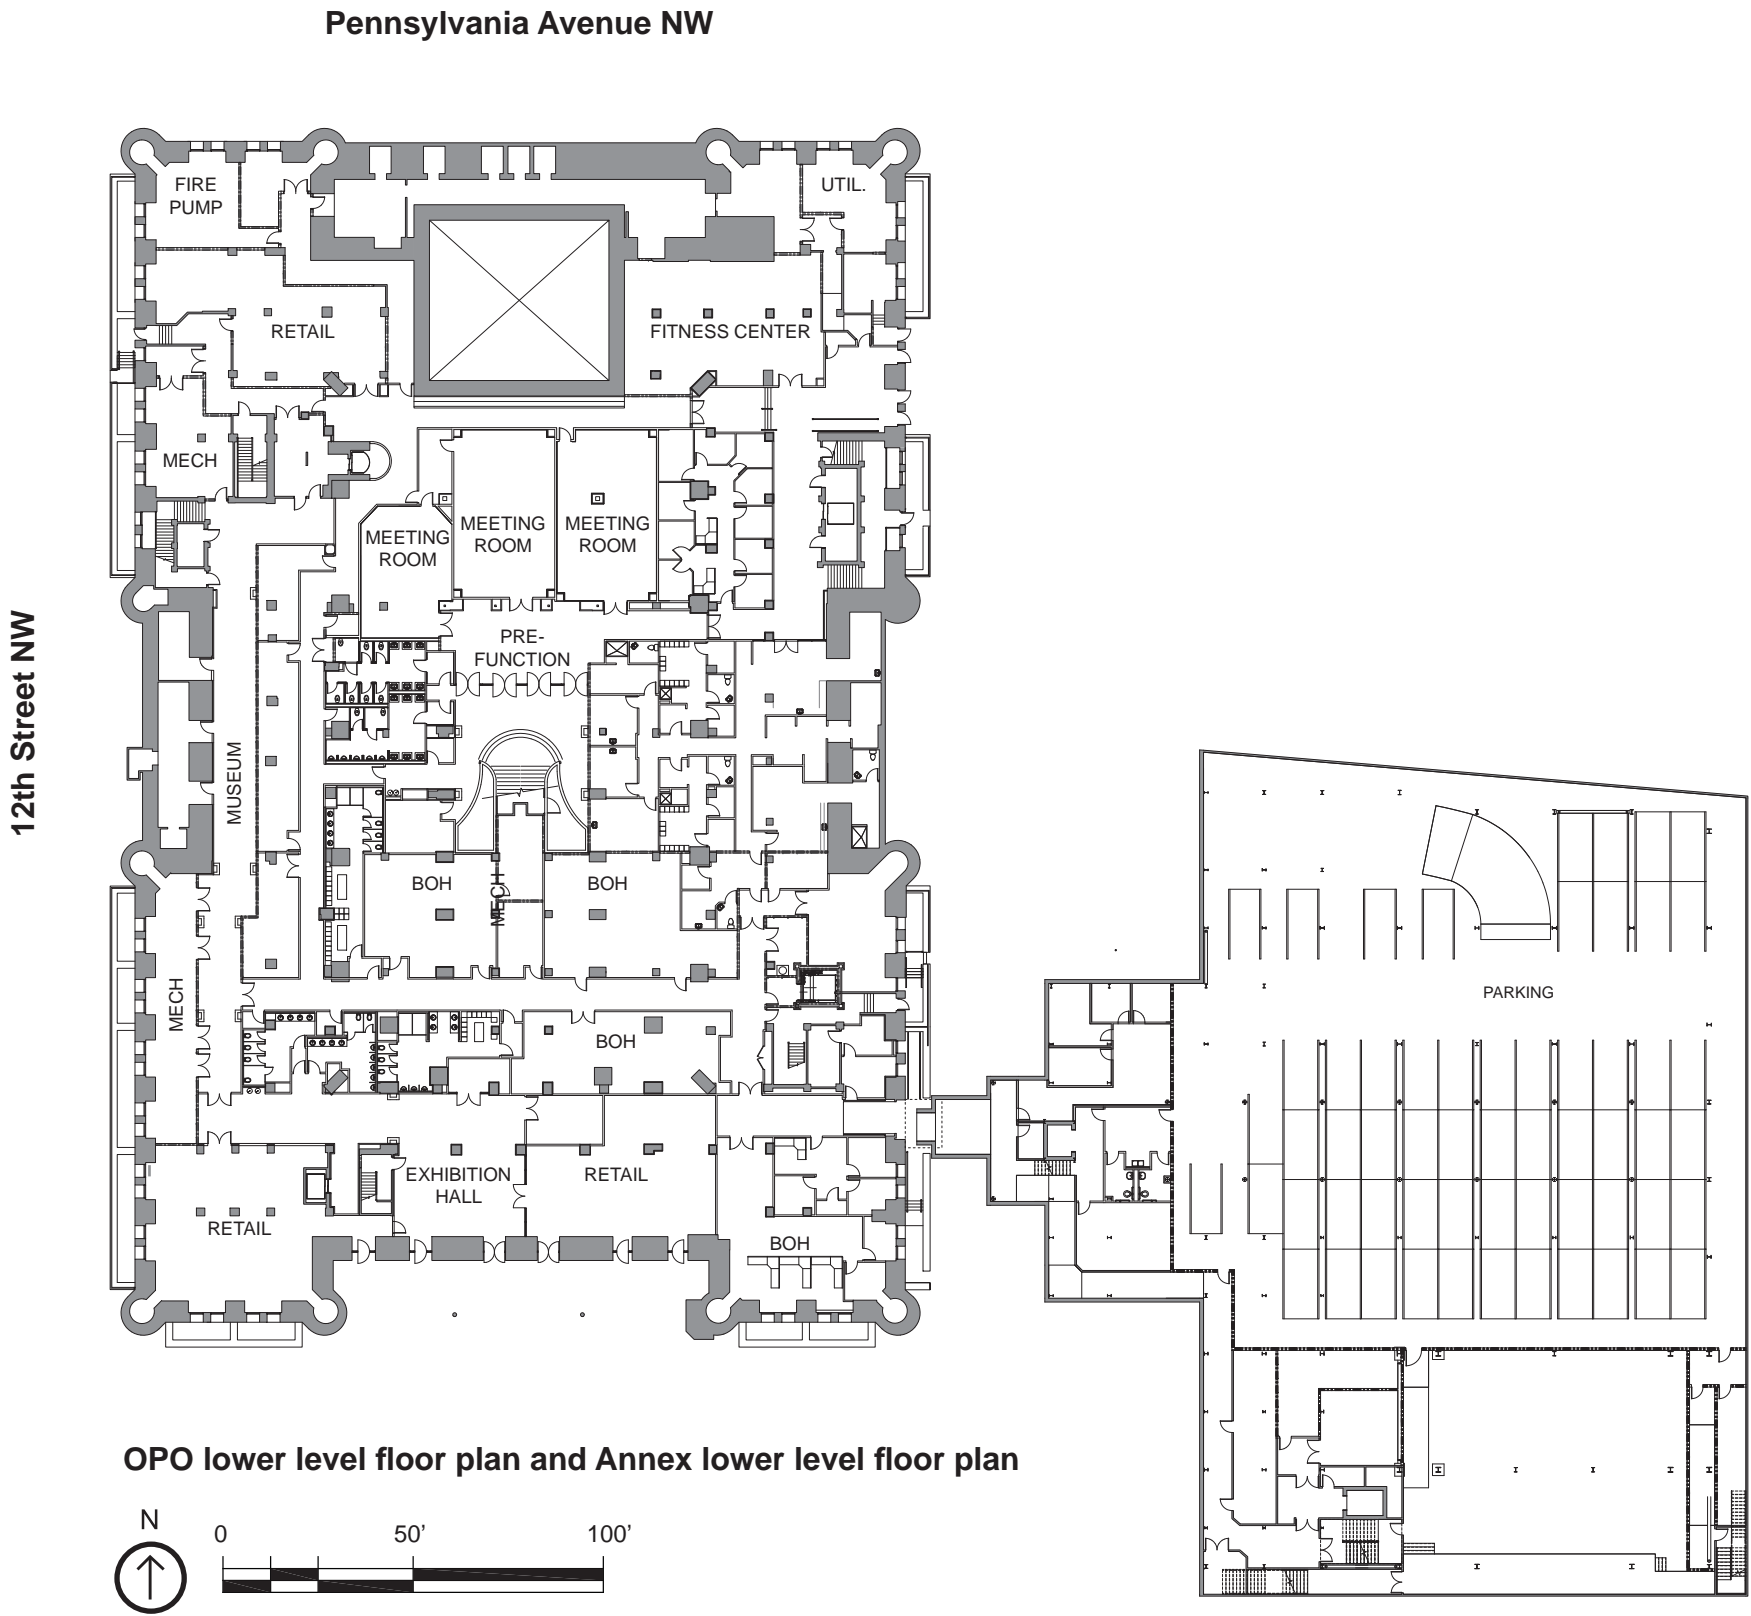 Pennsylvania Avenue NW
FIRE
PUMP
UTIL.
RETAIL
FITNESS CENTER
MECH
MEETING
ROOM
MEETING
ROOM
MEETING
ROOM
12th Street NW
PRE-
FUNCTION
MUSEUM
BOH
MECH
BOH
MECH
BOH
PARKING
EXHIBITION
HALL
RETAIL
RETAIL
BOH
OPO lower level floor plan and Annex lower level floor plan
N
0 50’ 100’